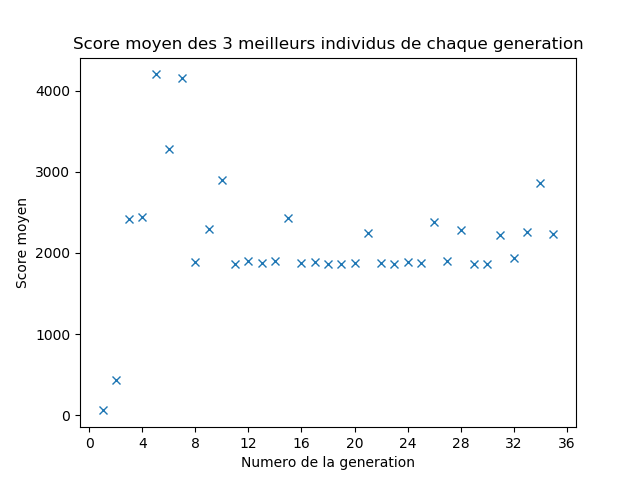 Score moyen des 3 meilleurs individus de chaque generation
4000
3000
2000
1000
0
Score moyen
0 4 8 12 16 20 24 28 32 36
Numero de la generation